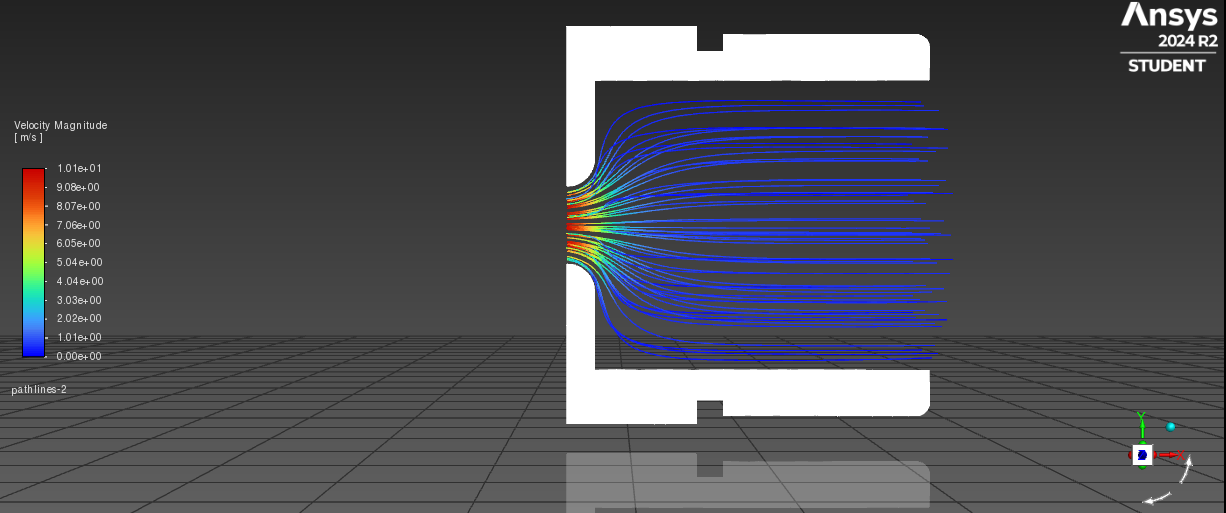 Ansys
2024 R2
STUDENT
Velocity Magnitude
[ m/s ]
1.01e+01
9.08e+00
8.07e+00
7.06e+00
6.05e+00
5.04e+00
4.04e+00
3.03e+00
2.02e+00
1.01e+00
0.00e+00
pathlines-2
Y
X